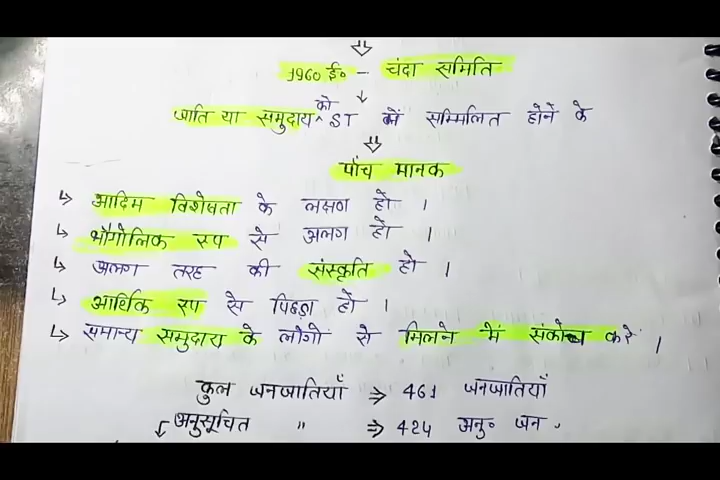 1960 ई० - चंदा समिति
जाति या समुदाय को ST में सम्मिलित होने के
पाँच मानक
↳ आदिम विशेषता के लक्षण हो ।
↳ भौगोलिक रुप से अलग हो ।
↳ अलग तरह की संस्कृति हो ।
↳ आर्थिक रुप से पिछड़ा हो ।
↳ समान्य समुदाय के लोगों से मिलने में संकोच करें ।
कुल जनजातियाँ ⇒ 461 जनजातियाँ
अनुसूचित " ⇒ 424 अनु० जन .